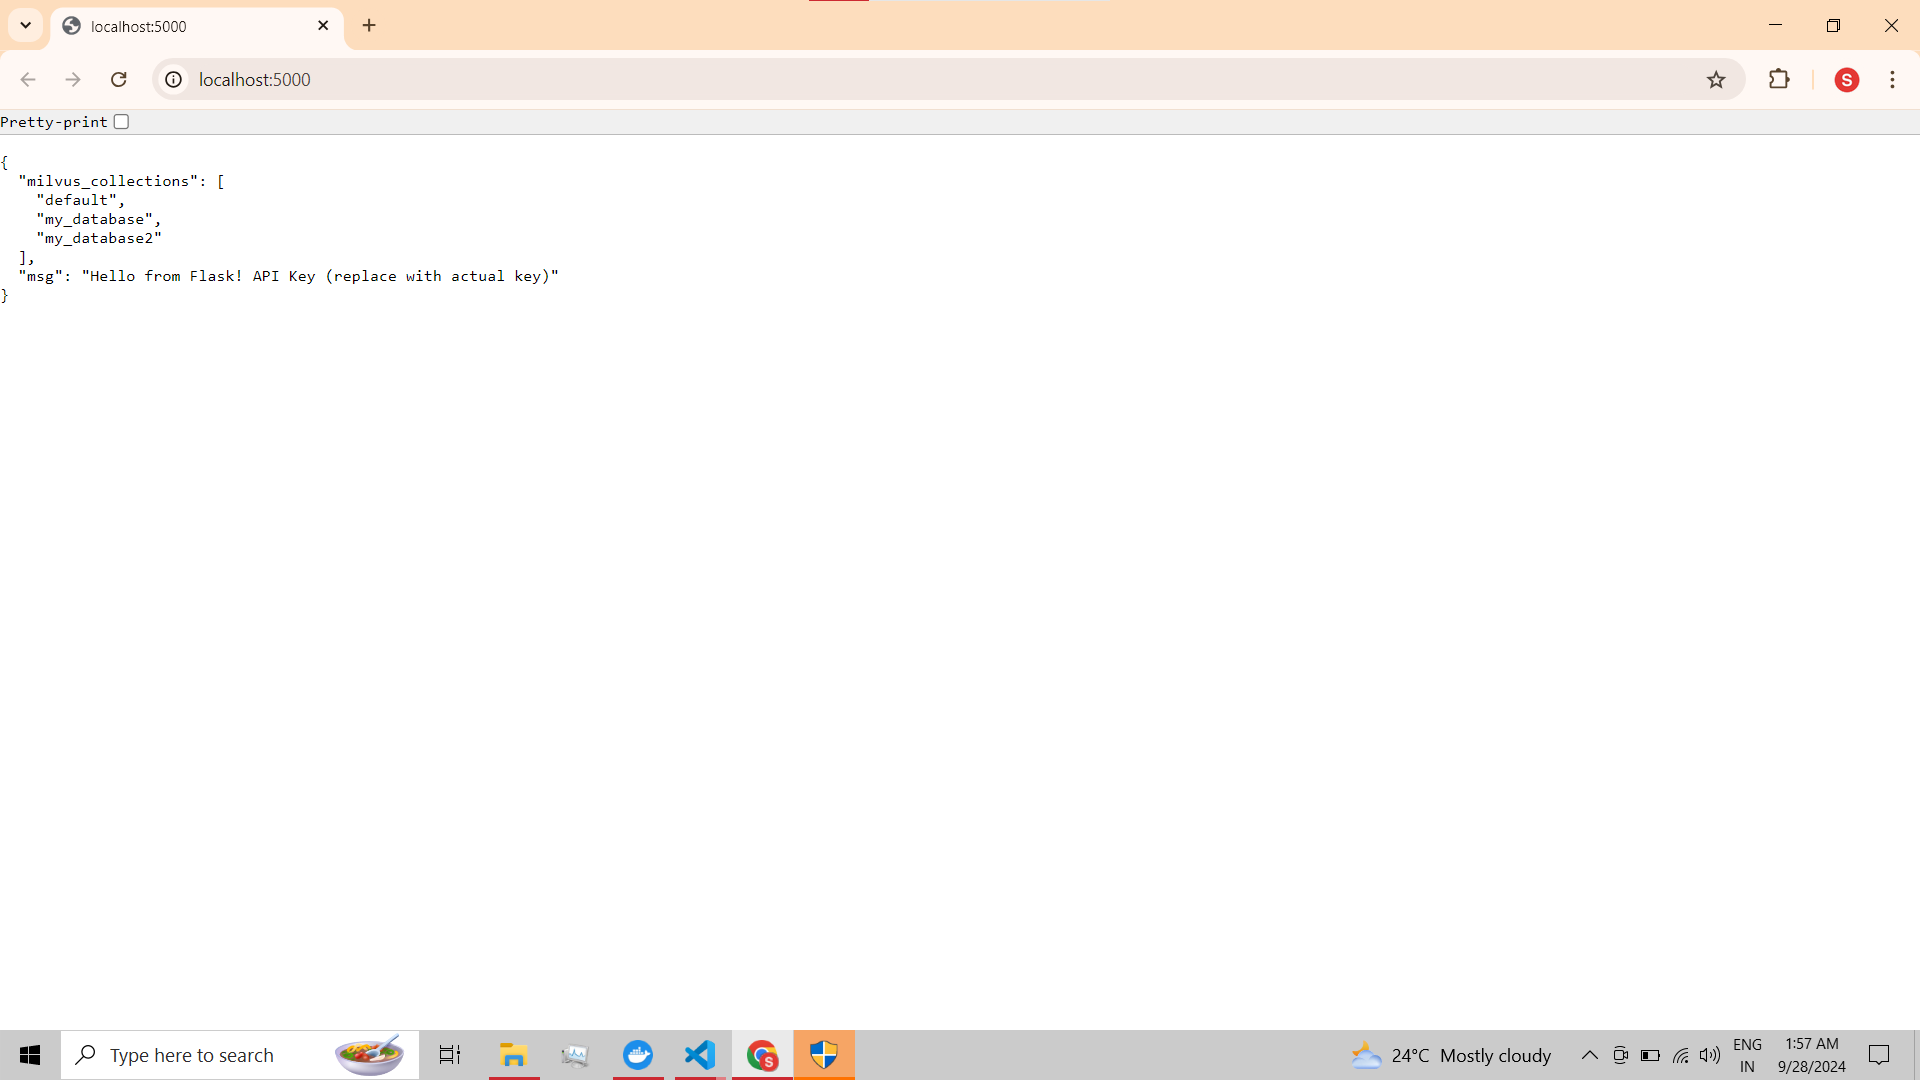 localhost:5000
localhost:5000
S
Pretty-print
{
  "milvus_collections": [
    "default",
    "my_database",
    "my_database2"
  ],
  "msg": "Hello from Flask! API Key (replace with actual key)"
}
Type here to search
S
24°C Mostly cloudy
ENG
IN
1:57 AM
9/28/2024